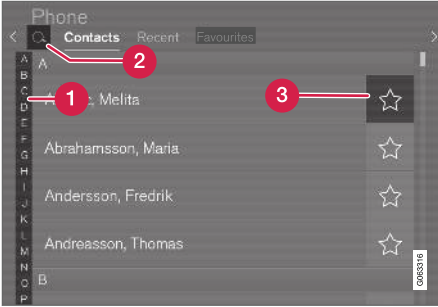 Phone
Contacts Recent Favourites
2
A
A
B
C
D
E
F
G
H
I
J
K
L
M
N
O
P
1
, Melita
3
Abrahamsson, Maria
Andersson, Fredrik
Andreasson, Thomas
B
G063316